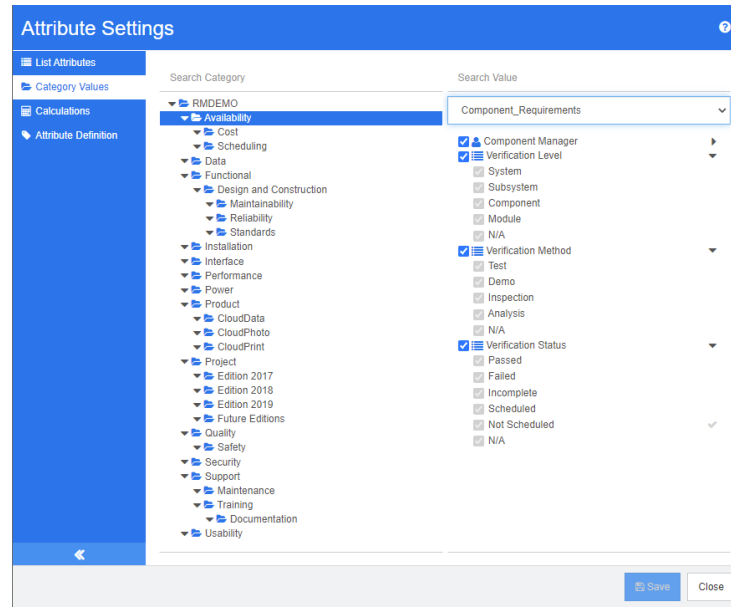 Attribute Settings
List Attributes
Category Values
Calculations
Attribute Definition
Search Category
RMDEMO
Availability
Cost
Scheduling
Data
Functional
Design and Construction
Maintainability
Reliability
Standards
Installation
Interface
Performance
Power
Product
CloudData
CloudPhoto
CloudPrint
Project
Edition 2017
Edition 2018
Edition 2019
Future Editions
Quality
Safety
Security
Support
Maintenance
Training
Documentation
Usability
Search Value
Component_Requirements
Component Manager
Verification Level
System
Subsystem
Component
Module
N/A
Verification Method
Test
Demo
Inspection
Analysis
N/A
Verification Status
Passed
Failed
Incomplete
Scheduled
Not Scheduled
N/A
Save
Close